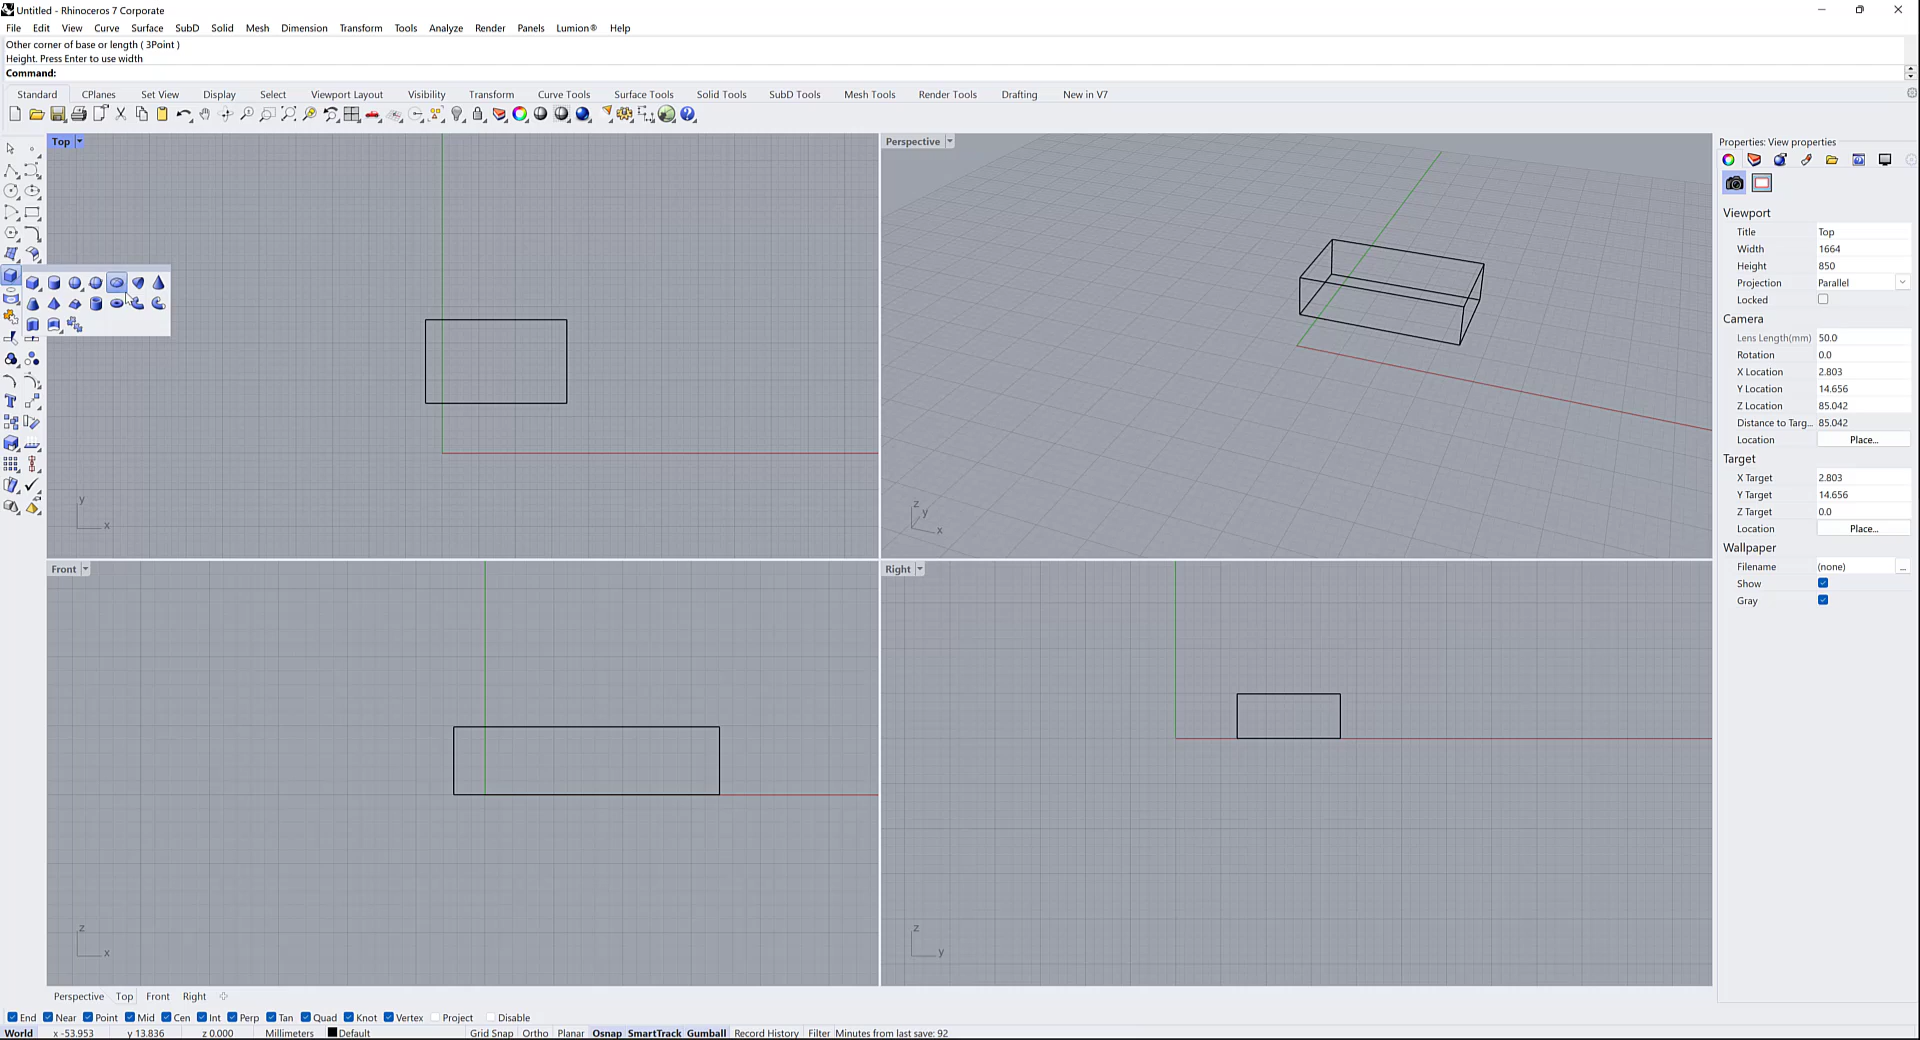 Untitled - Rhinoceros 7 Corporate
File Edit View Curve Surface SubD Solid Mesh Dimension Transform Tools Analyze Render Panels Lumion® Help
Other corner of base or length ( 3Point )
Height. Press Enter to use width
Command:
Standard CPlanes Set View Display Select Viewport Layout Visibility Transform Curve Tools Surface Tools Solid Tools SubD Tools Mesh Tools Render Tools Drafting New in V7
Top
Perspective
Properties: View properties
Viewport
Title Top
Width 1664
Height 850
Projection Parallel
Locked
Camera
Lens Length(mm) 50.0
Rotation 0.0
X Location 2.803
Y Location 14.656
Z Location 85.042
Distance to Targ... 85.042
Location Place...
Target
X Target 2.803
Y Target 14.656
Z Target 0.0
Location Place...
Wallpaper
Filename (none) ...
Show
Gray
y
x
z
y
x
Front
Right
z
x
z
y
Perspective Top Front Right
End Near Point Mid Cen Int Perp Tan Quad Knot Vertex Project Disable
World x -53.953 y 13.836 z 0.000 Millimeters Default Grid Snap Ortho Planar Osnap SmartTrack Gumball Record History Filter Minutes from last save: 92